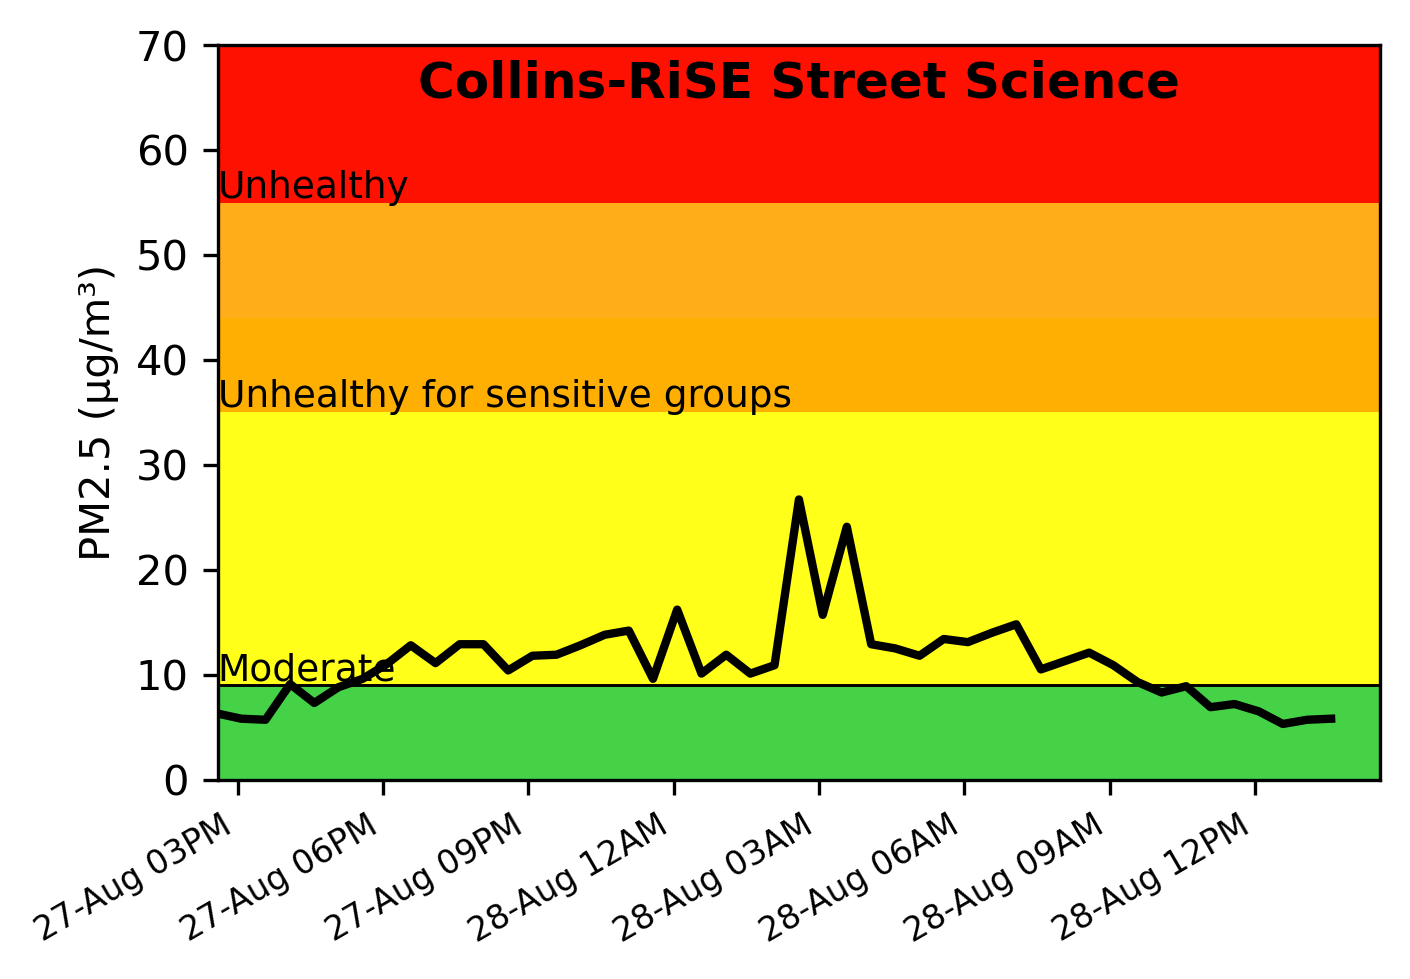 Collins-RiSE Street Science
70
60
Unhealthy
50
40
Unhealthy for sensitive groups
30
20
Moderate
10
0
PM2.5 (µg/m³)
27-Aug 03PM
27-Aug 06PM
27-Aug 09PM
28-Aug 12AM
28-Aug 03AM
28-Aug 06AM
28-Aug 09AM
28-Aug 12PM